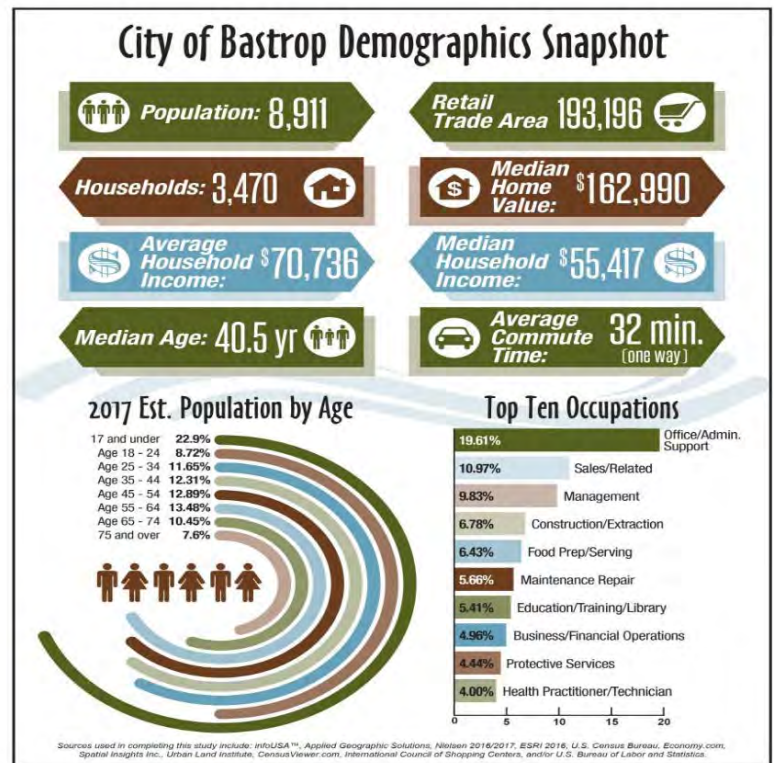 City of Bastrop Demographics Snapshot
Population: 8,911
Retail
Trade Area 193,196
Households: 3,470
Median
Home
Value: $162,990
Average
Household
Income: $70,736
Median
Household
Income: $55,417
Median Age: 40.5 yr
Average
Commute
Time:
32 min.
(one way)
2017 Est. Population by Age
17 and under 22.9%
Age 18 - 24 8.72%
Age 25 - 34 11.65%
Age 35 - 44 12.31%
Age 45 - 54 12.89%
Age 55 - 64 13.48%
Age 65 - 74 10.45%
75 and over 7.6%
Top Ten Occupations
19.61% Office/Admin.
Support
10.97% Sales/Related
9.83% Management
6.78% Construction/Extraction
6.43% Food Prep/Serving
5.66% Maintenance Repair
5.41% Education/Training/Library
4.96% Business/Financial Operations
4.44% Protective Services
4.00% Health Practitioner/Technician
0 5 10 15 20
Sources used in completing this study include: infoUSA™, Applied Geographic Solutions, Nielsen 2016/2017, ESRI 2016, U.S. Census Bureau, Economy.com,
Spatial Insights Inc., Urban Land Institute, CensusViewer.com, International Council of Shopping Centers, and/or U.S. Bureau of Labor and Statistics.